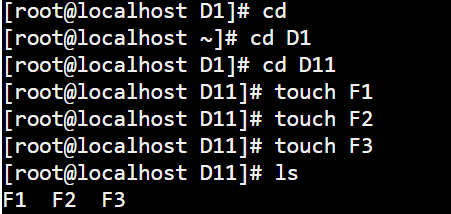 [root@localhost D1]# cd
[root@localhost ~]# cd D1
[root@localhost D1]# cd D11
[root@localhost D11]# touch F1
[root@localhost D11]# touch F2
[root@localhost D11]# touch F3
[root@localhost D11]# ls
F1  F2  F3